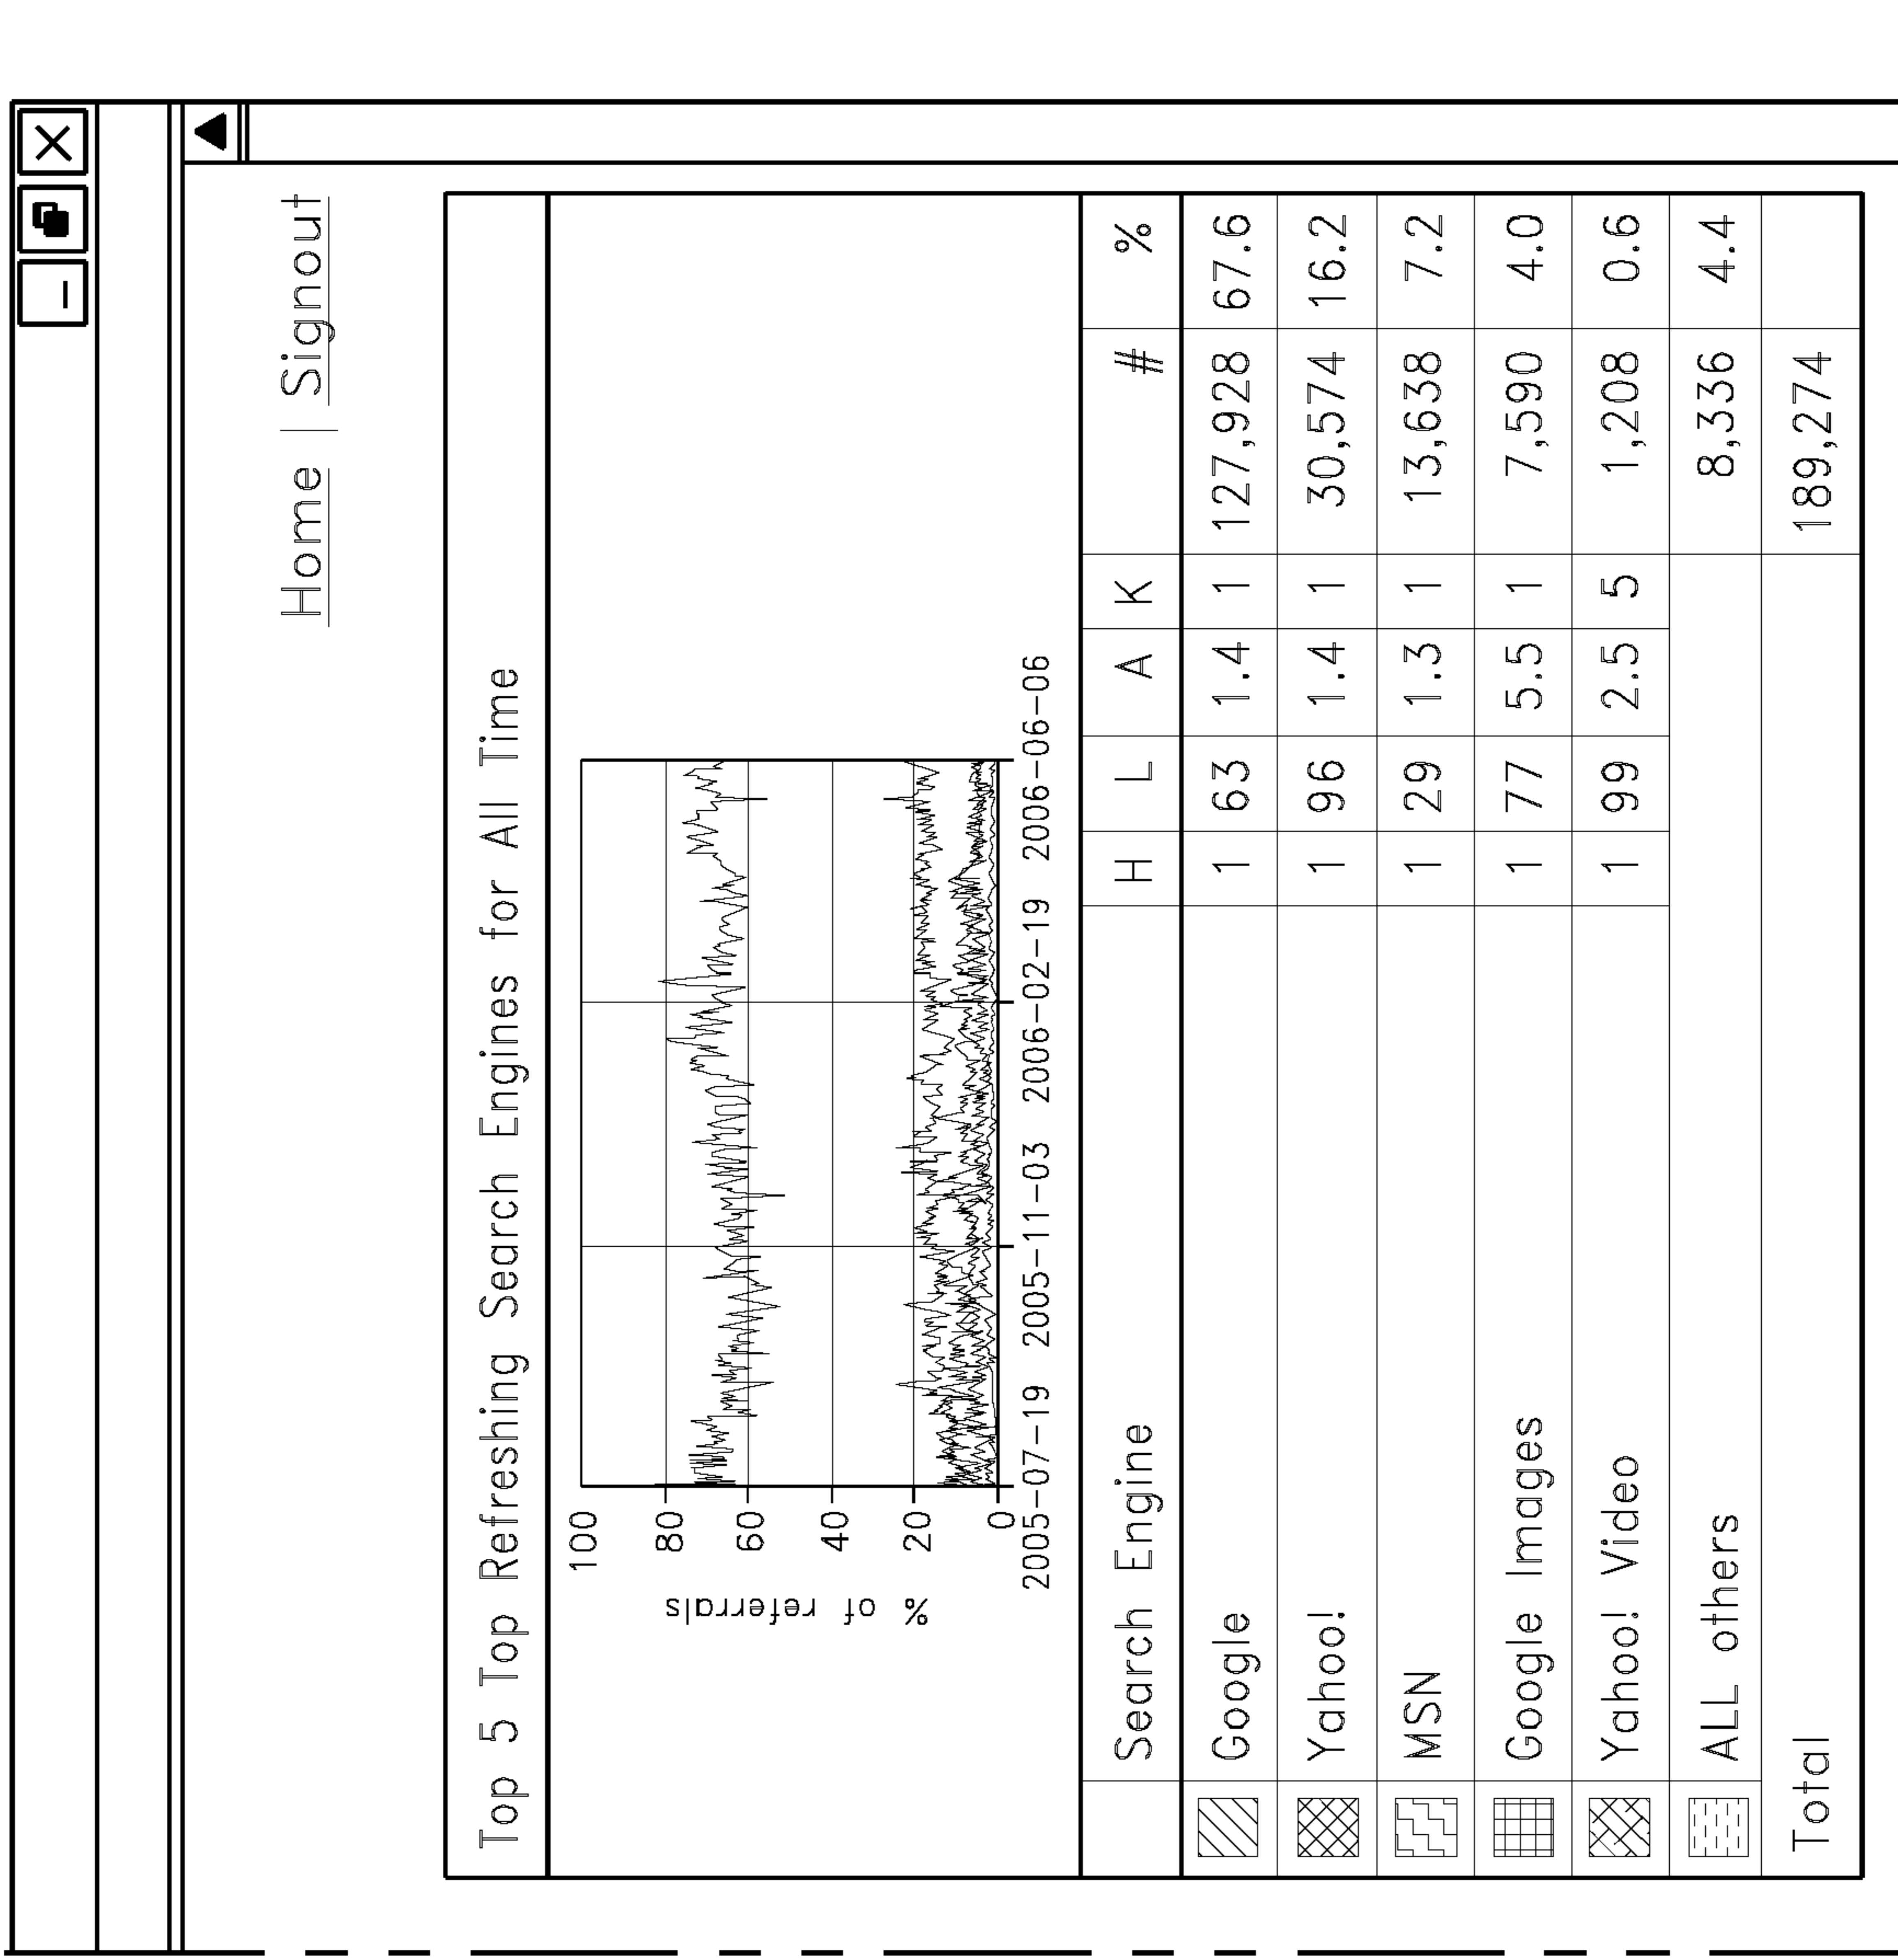 Home | Signout
Top 5 Top Refreshing Search Engines for All Time
% of referrals
100
80
60
40
20
0
2005-07-19 2005-11-03 2006-02-19 2006-06-06
Search Engine H L A K # %
Google 1 63 1.4 1 127,928 67.6
Yahoo! 1 96 1.4 1 30,574 16.2
MSN 1 29 1.3 1 13,638 7.2
Google Images 1 77 5.5 1 7,590 4.0
Yahoo! Video 1 99 2.5 5 1,208 0.6
ALL others 8,336 4.4
Total 189,274